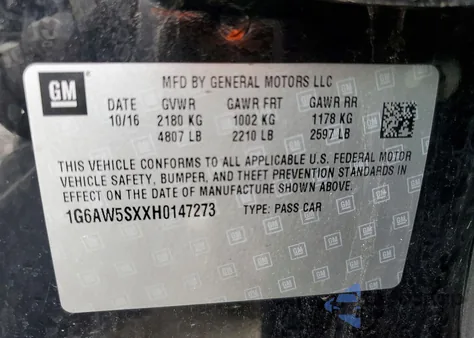 GM
MFD BY GENERAL MOTORS LLC
DATE GVWR GAWR FRT GAWR RR
10/16 2180 KG 1002 KG 1178 KG
4807 LB 2210 LB 2597 LB
THIS VEHICLE CONFORMS TO ALL APPLICABLE U.S. FEDERAL MOTOR
VEHICLE SAFETY, BUMPER, AND THEFT PREVENTION STANDARDS IN
EFFECT ON THE DATE OF MANUFACTURE SHOWN ABOVE.
1G6AW5SXXH0147273 TYPE: PASS CAR